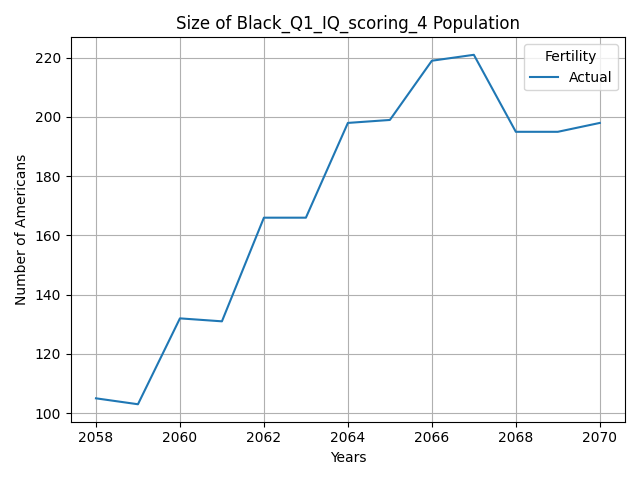 Size of Black_Q1_IQ_scoring_4 Population
Fertility
Actual
220
200
180
160
140
120
100
Number of Americans
2058 2060 2062 2064 2066 2068 2070
Years